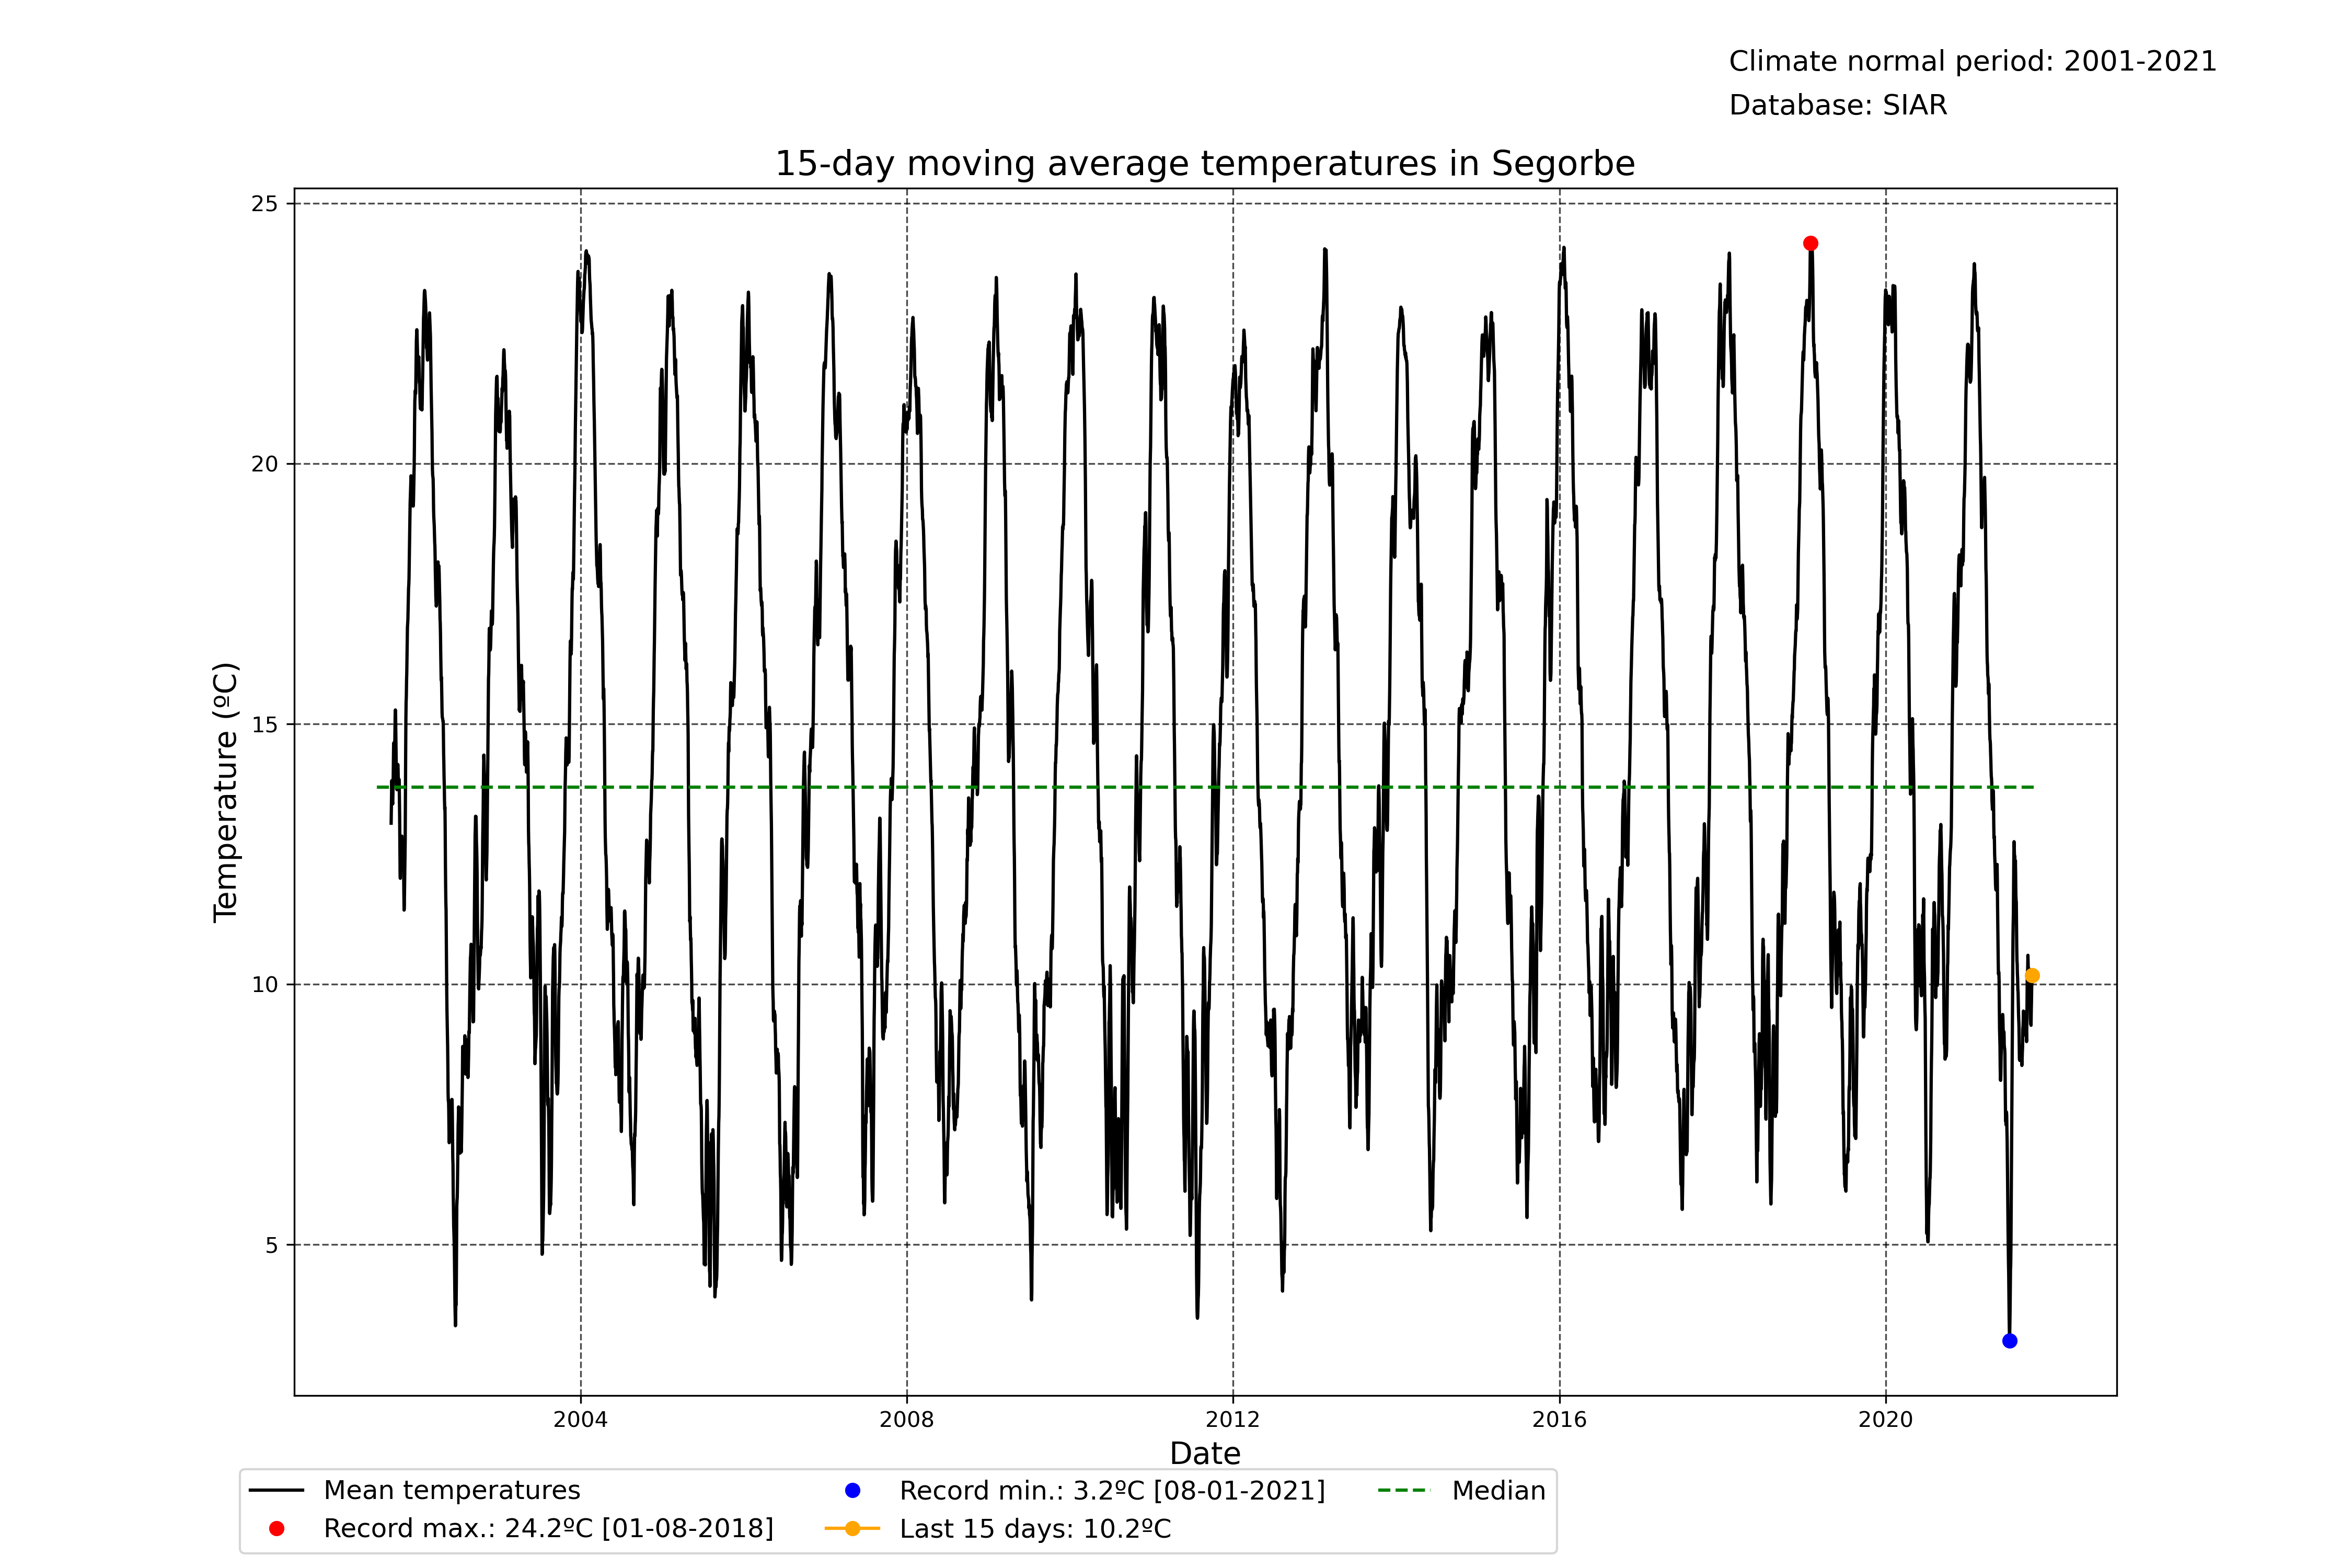 Climate normal period: 2001-2021
Database: SIAR
15-day moving average temperatures in Segorbe
25
20
15
10
5
Temperature (ºC)
2004 2008 2012 2016 2020
Date
Mean temperatures
Record max.: 24.2ºC [01-08-2018]
Record min.: 3.2ºC [08-01-2021]
Last 15 days: 10.2ºC
Median